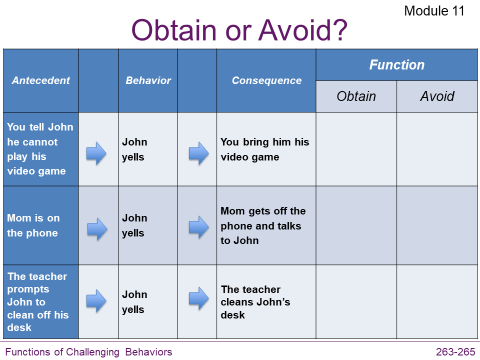 Module 11
Obtain or Avoid?
Antecedent
Behavior
Consequence
Function
Obtain
Avoid
You tell John
he cannot
play his
video game
John
yells
You bring him his
video game
Mom is on
the phone
John
yells
Mom gets off the
phone and talks
to John
The teacher
prompts
John to
clean off his
desk
John
yells
The teacher
cleans John's
desk
Functions of Challenging Behaviors
263-265